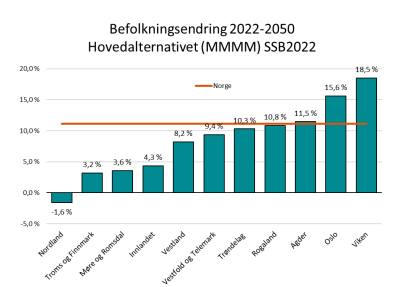 Befolkningsendring 2022-2050
Hovedalternativet (MMMM) SSB2022
20,0 %
15,0 %
10,0 %
5,0 %
0,0 %
-5,0 %
Norge
-1,6 %
3,2 %
3,6 %
4,3 %
8,2 %
9,4 %
10,3 %
10,8 %
11,5 %
15,6 %
18,5 %
Nordland
Troms og Finnmark
Møre og Romsdal
Innlandet
Vestland
Vestfold og Telemark
Trøndelag
Rogaland
Agder
Oslo
Viken